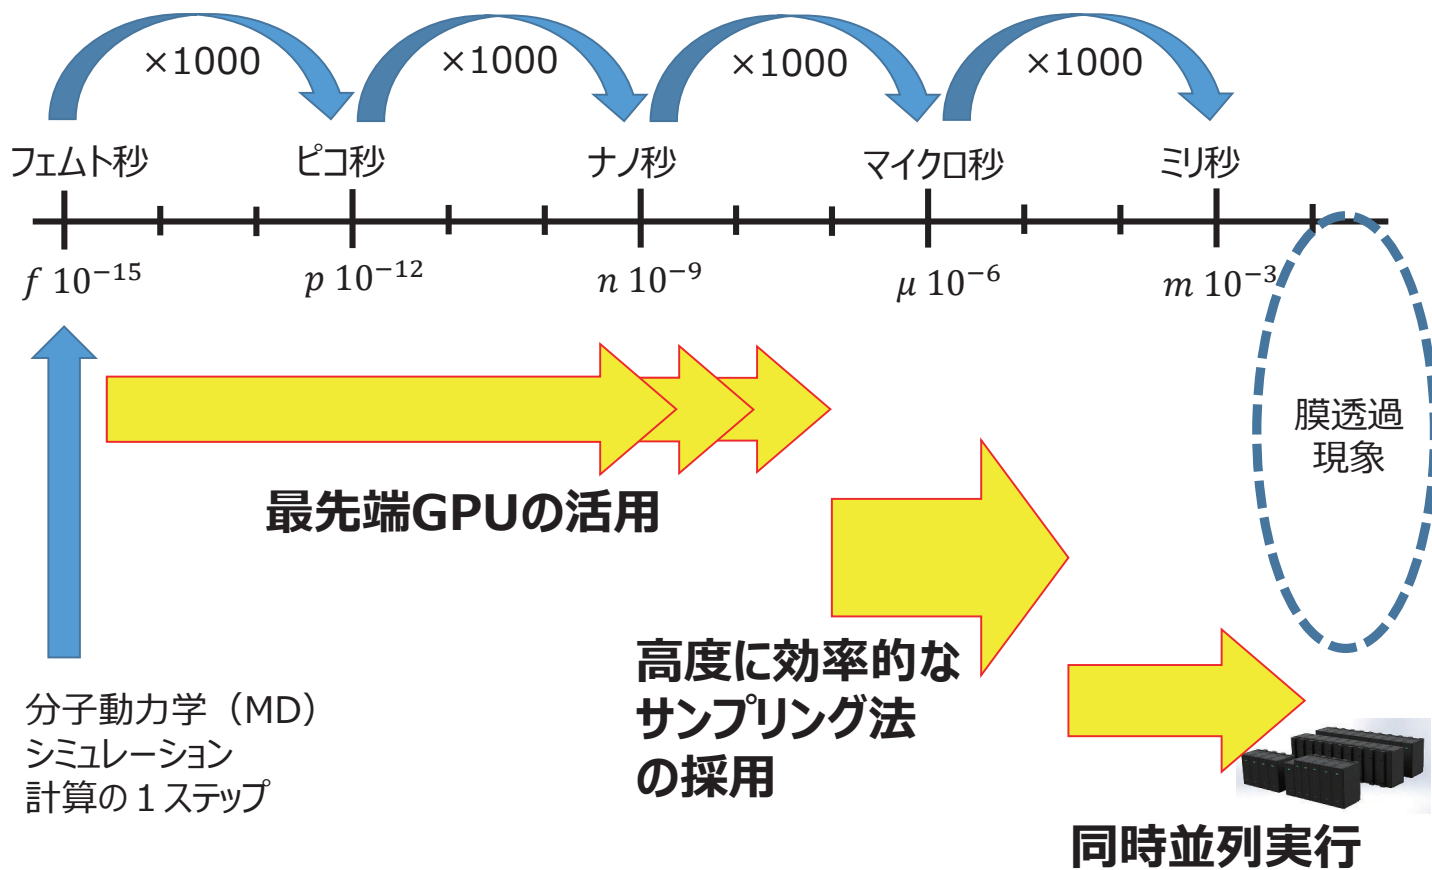 ×1000
×1000
×1000
×1000
フェムト秒
ピコ秒
ナノ秒
マイクロ秒
ミリ秒
f 10⁻¹⁵
p 10⁻¹²
n 10⁻⁹
μ 10⁻⁶
m 10⁻³
膜透過
現象
最先端GPUの活用
高度に効率的な
サンプリング法
の採用
分子動力学（MD）
シミュレーション
計算の１ステップ
同時並列実行